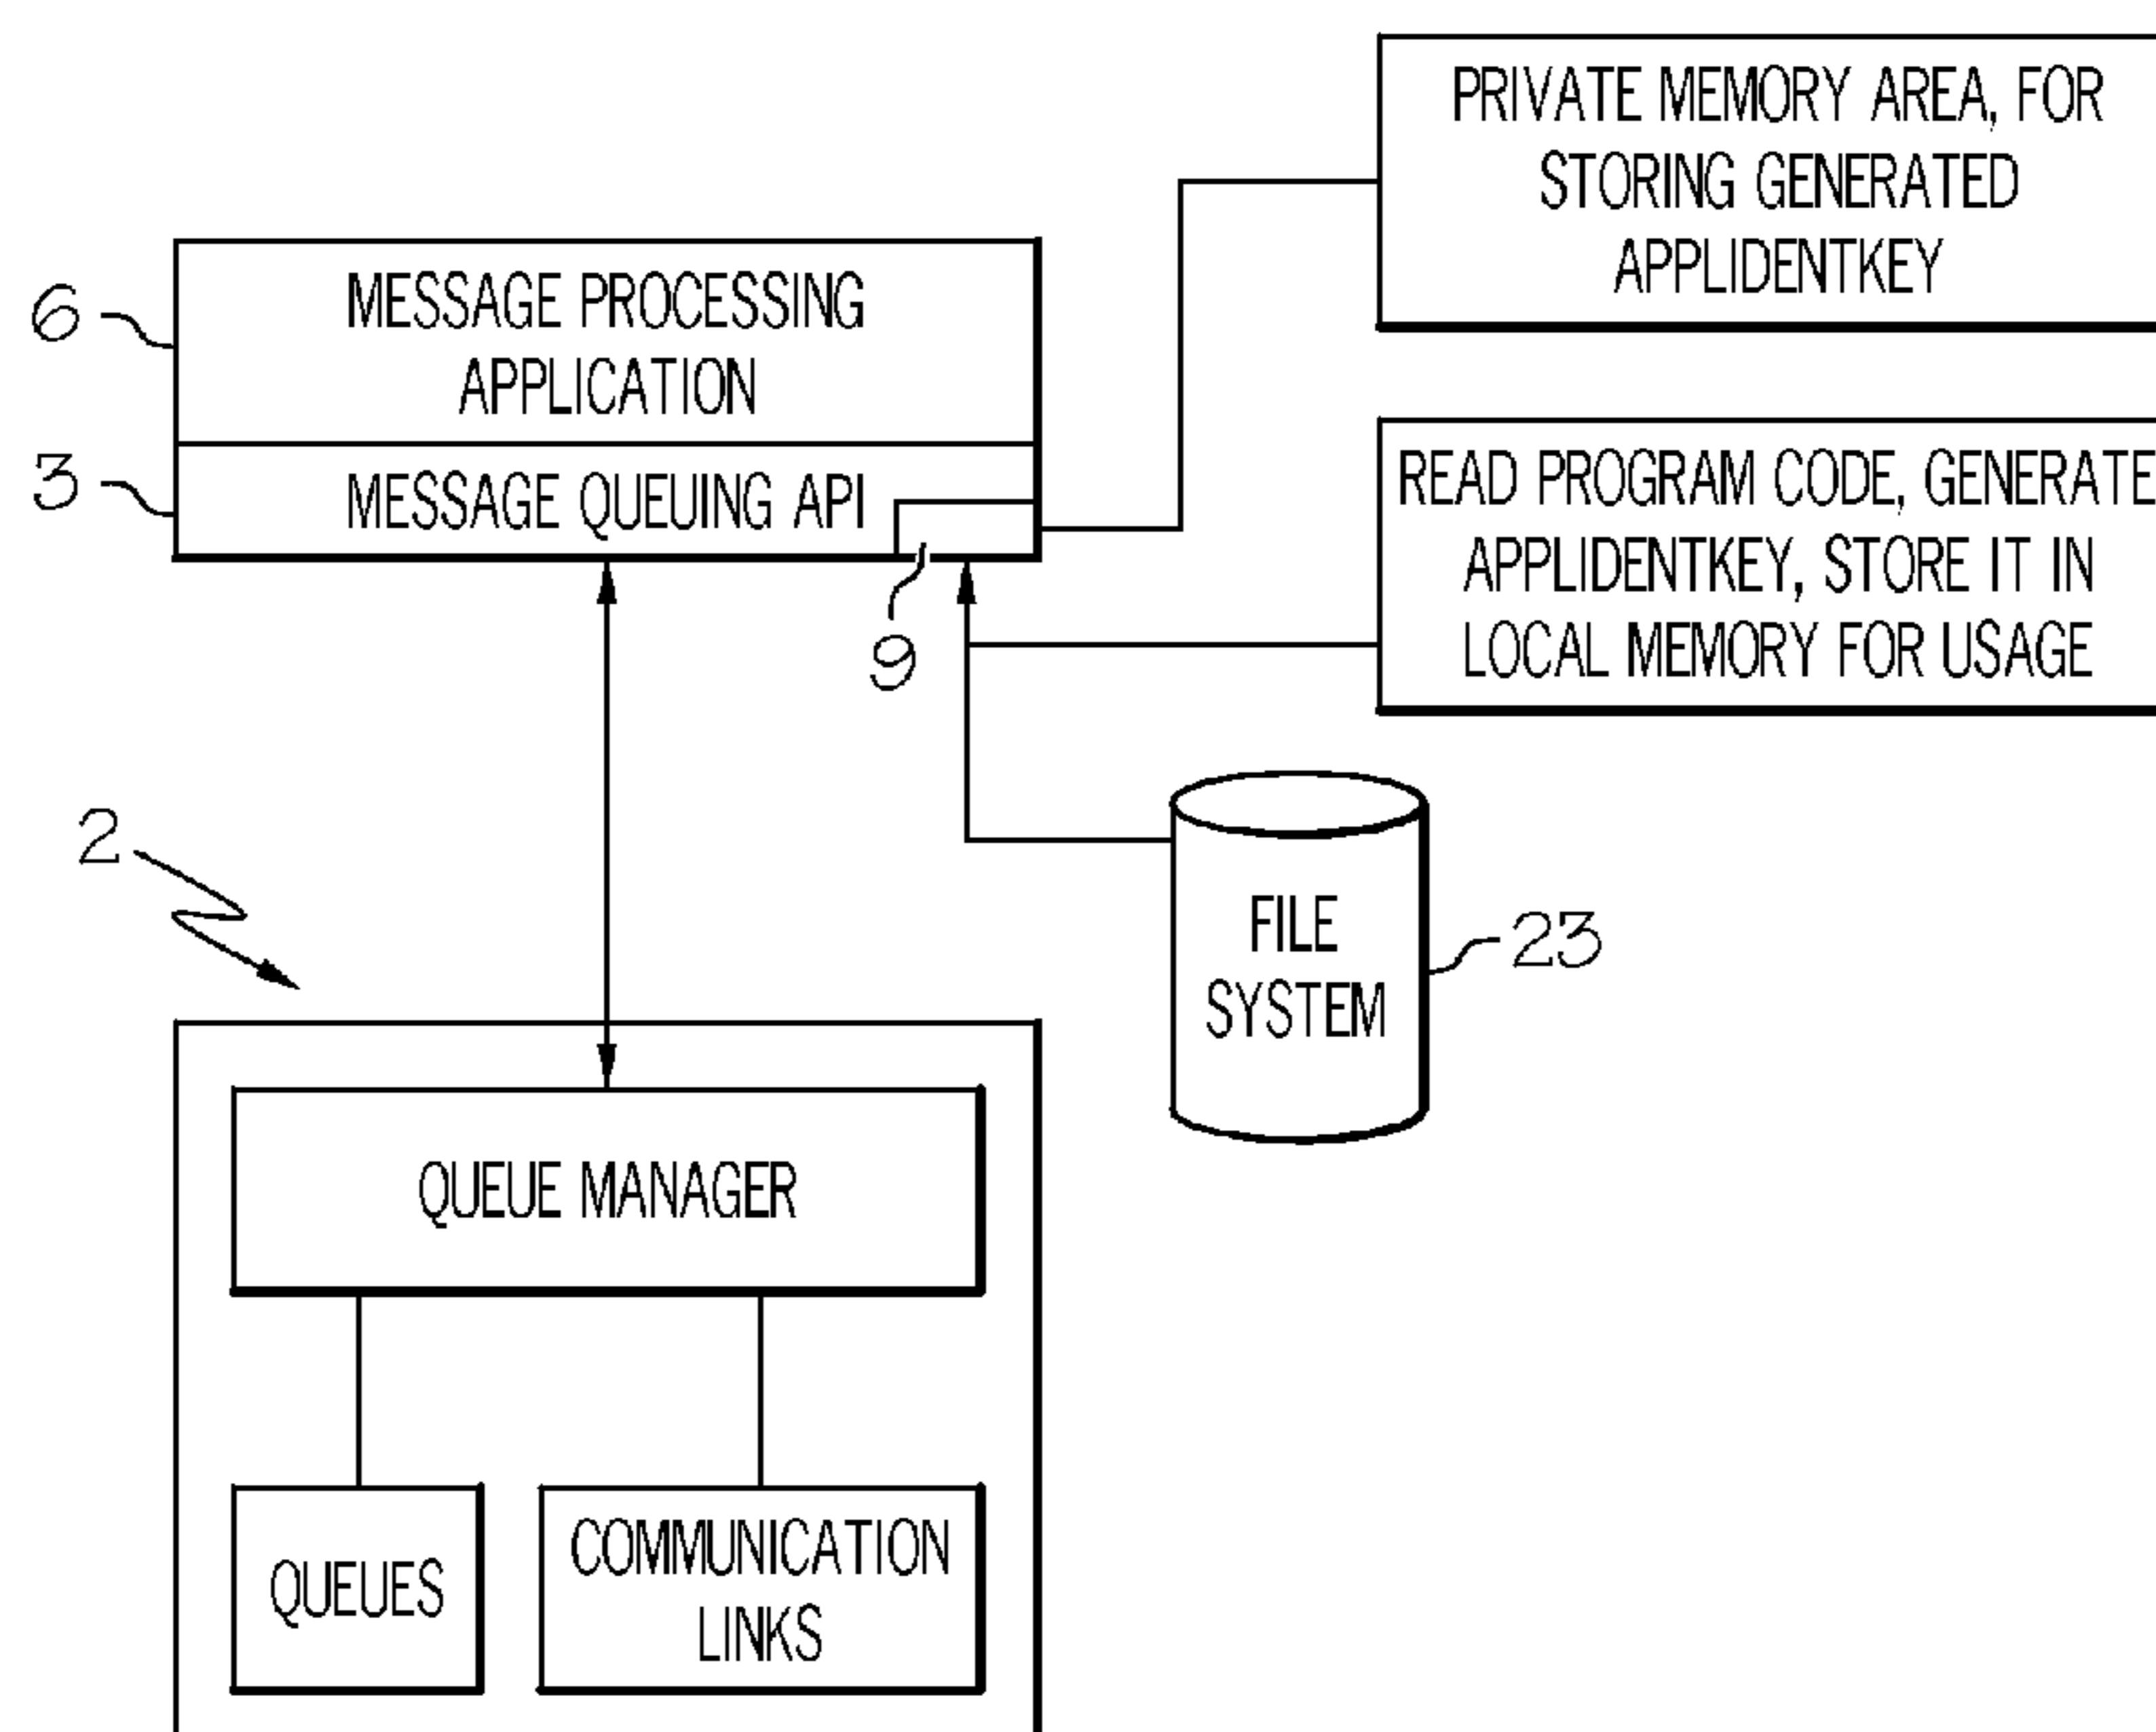 PRIVATE MEMORY AREA, FOR
STORING GENERATED
APPLIDENTKEY
6
MESSAGE PROCESSING
APPLICATION
3
MESSAGE QUEUING API
READ PROGRAM CODE, GENERATE
APPLIDENTKEY, STORE IT IN
LOCAL MEMORY FOR USAGE
9
2
FILE
SYSTEM
23
QUEUE MANAGER
QUEUES
COMMUNICATION
LINKS